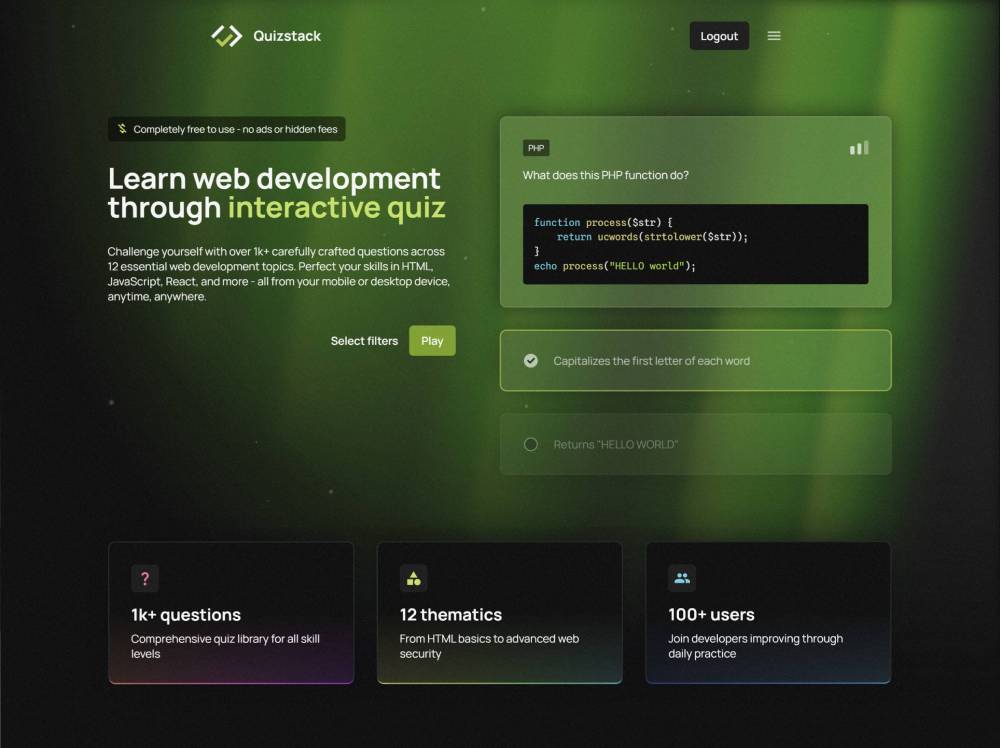 Quizstack
Logout
Completely free to use - no ads or hidden fees
Learn web development
through interactive quiz
Challenge yourself with over 1k+ carefully crafted questions across
12 essential web development topics. Perfect your skills in HTML,
JavaScript, React, and more - all from your mobile or desktop device,
anytime, anywhere.
Select filters
Play
PHP
What does this PHP function do?
function process($str) {
    return ucwords(strtolower($str));
}
echo process("HELLO world");
Capitalizes the first letter of each word
Returns "HELLO WORLD"
?
1k+ questions
Comprehensive quiz library for all skill
levels
12 thematics
From HTML basics to advanced web
security
100+ users
Join developers improving through
daily practice